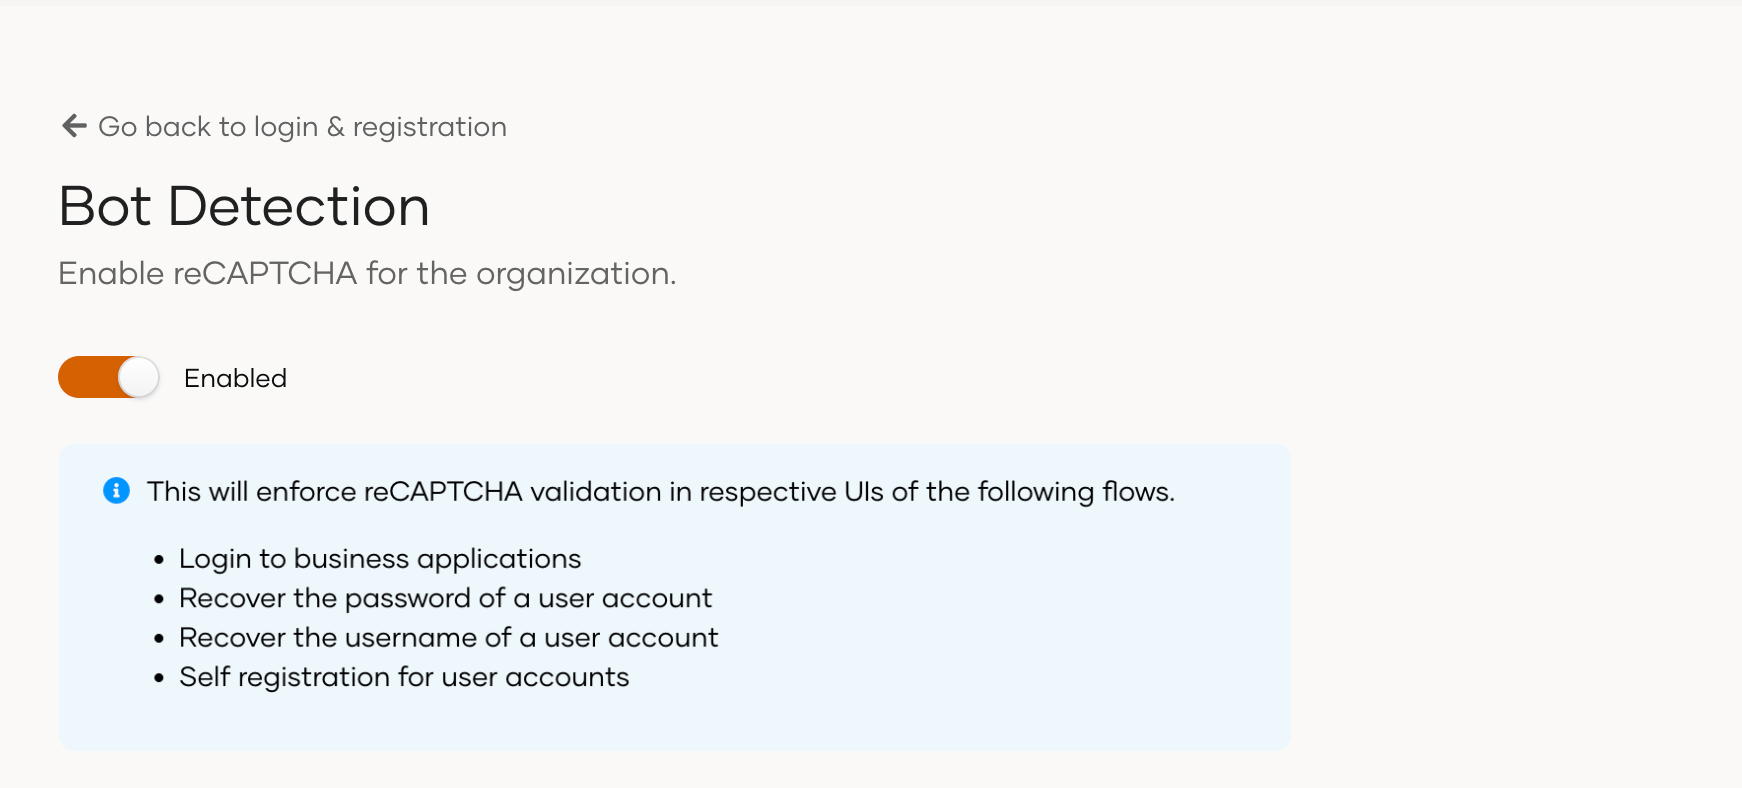 Go back to login & registration
Bot Detection
Enable reCAPTCHA for the organization.
Enabled
This will enforce reCAPTCHA validation in respective UIs of the following flows.
Login to business applications
Recover the password of a user account
Recover the username of a user account
Self registration for user accounts